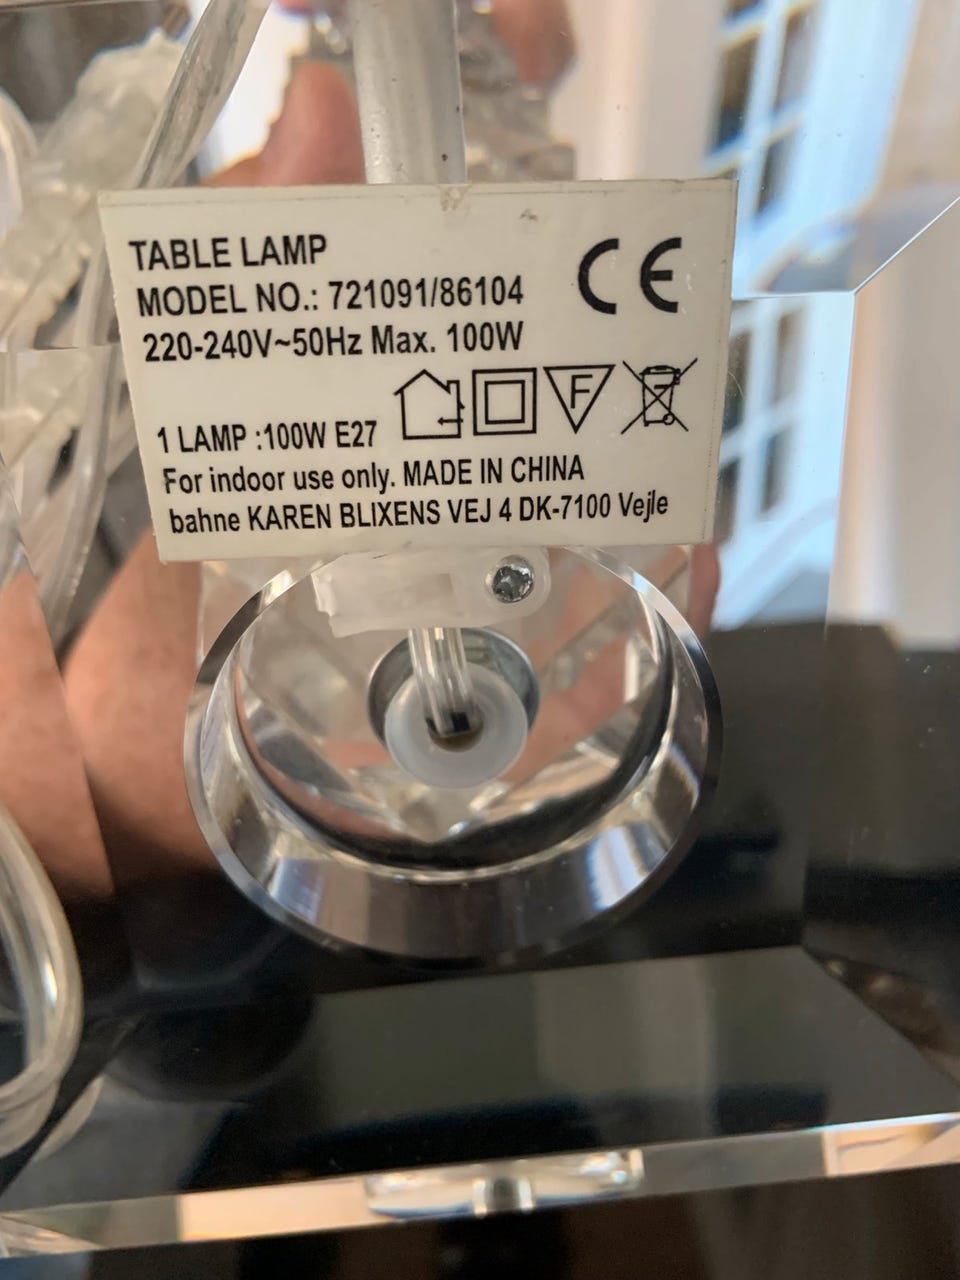 TABLE LAMP
MODEL NO.: 721091/86104
220-240V~50Hz Max. 100W
CE
F
1 LAMP :100W E27
For indoor use only. MADE IN CHINA
bahne KAREN BLIXENS VEJ 4 DK-7100 Vejle